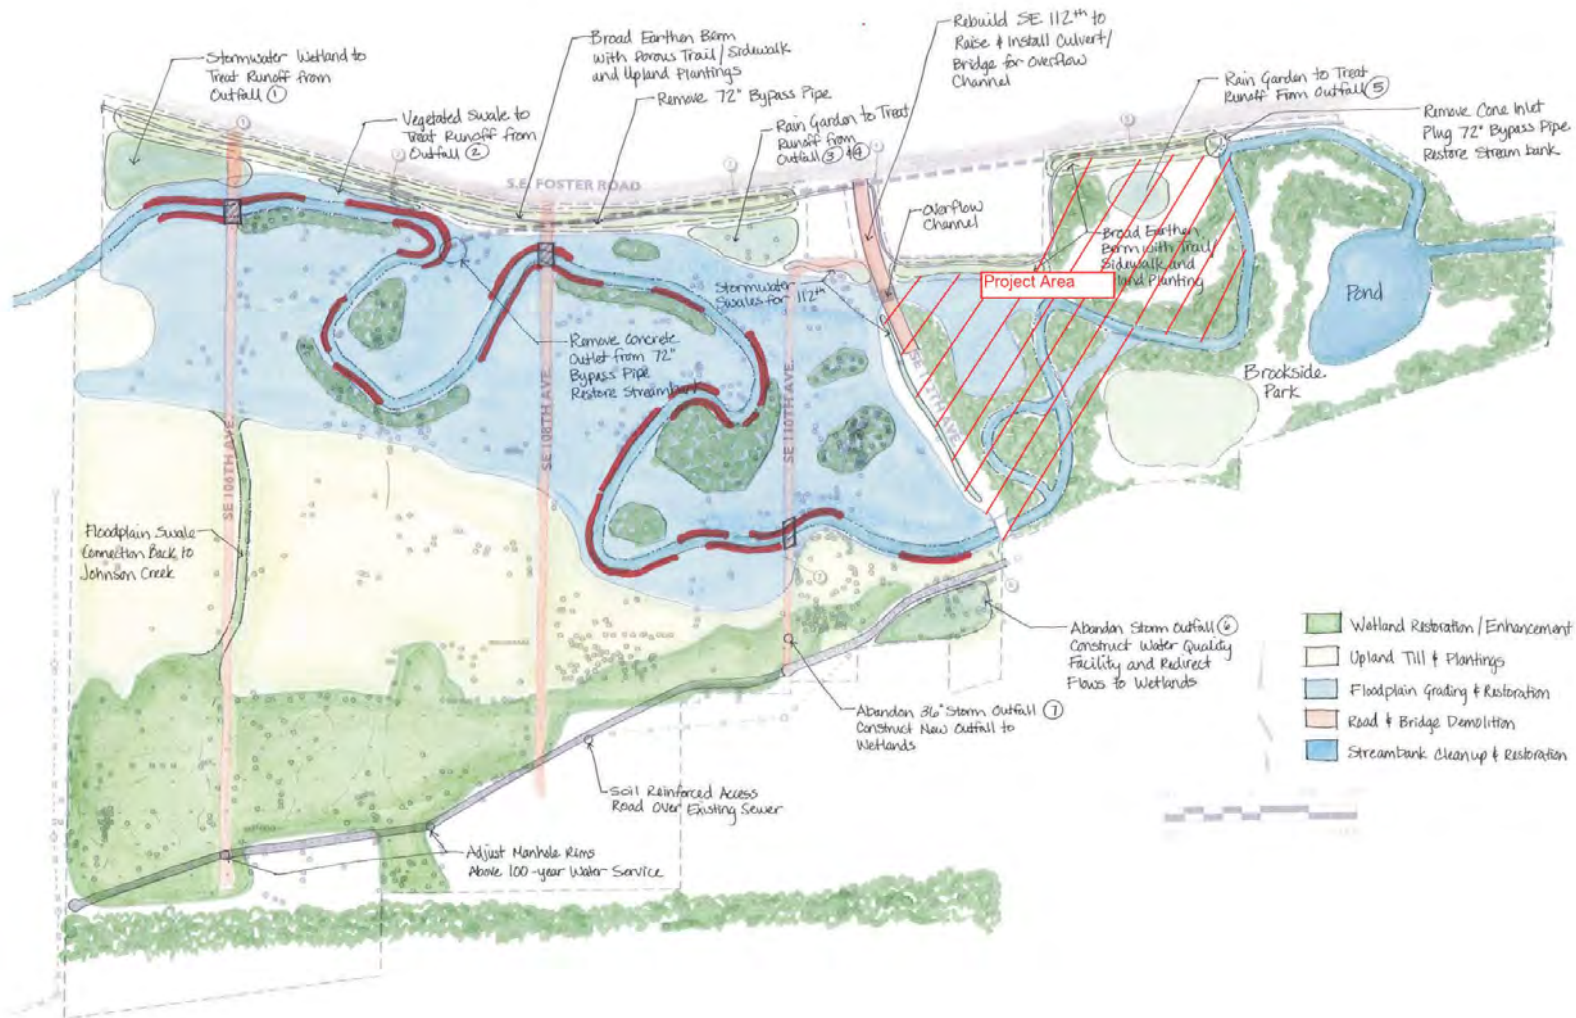 Stormwater Wetland to
Treat Runoff from
Outfall ①
Vegetated Swale to
Treat Runoff from
Outfall ②
Broad Earthen Berm
with Porous Trail/Sidewalk
and Upland Plantings
Remove 72" Bypass Pipe
Rain Garden to Treat
Runoff from
Outfall ③ & ④
Rebuild SE 112th to
Raise & Install Culvert/
Bridge for Overflow
Channel
Rain Garden to Treat
Runoff From Outfall ⑤
Remove Cone Inlet
Plug 72" Bypass Pipe
Restore Stream bank
S.E. FOSTER ROAD
Overflow
Channel
Broad Earthen
Berm with Trail/
Sidewalk and
land Planting
Project Area
Stormwater
Swales for 112th
Pond
Brookside
Park
Remove Concrete
Outlet from 72"
Bypass Pipe
Restore Streambank
SE 106TH AVE.
SE 108TH AVE.
SE 110TH AVE.
SE 112TH AVE.
Floodplain Swale
Connection Back to
Johnson Creek
Abandon Storm Outfall ⑥
Construct Water Quality
Facility and Redirect
Flows to Wetlands
Abandon 36" Storm Outfall ⑦
Construct New Outfall to
Wetlands
Soil Reinforced Access
Road Over Existing Sewer
Adjust Manhole Rims
Above 100-year Water Service
Wetland Restoration/Enhancement
Upland Till & Plantings
Floodplain Grading & Restoration
Road & Bridge Demolition
Streambank Cleanup & Restoration